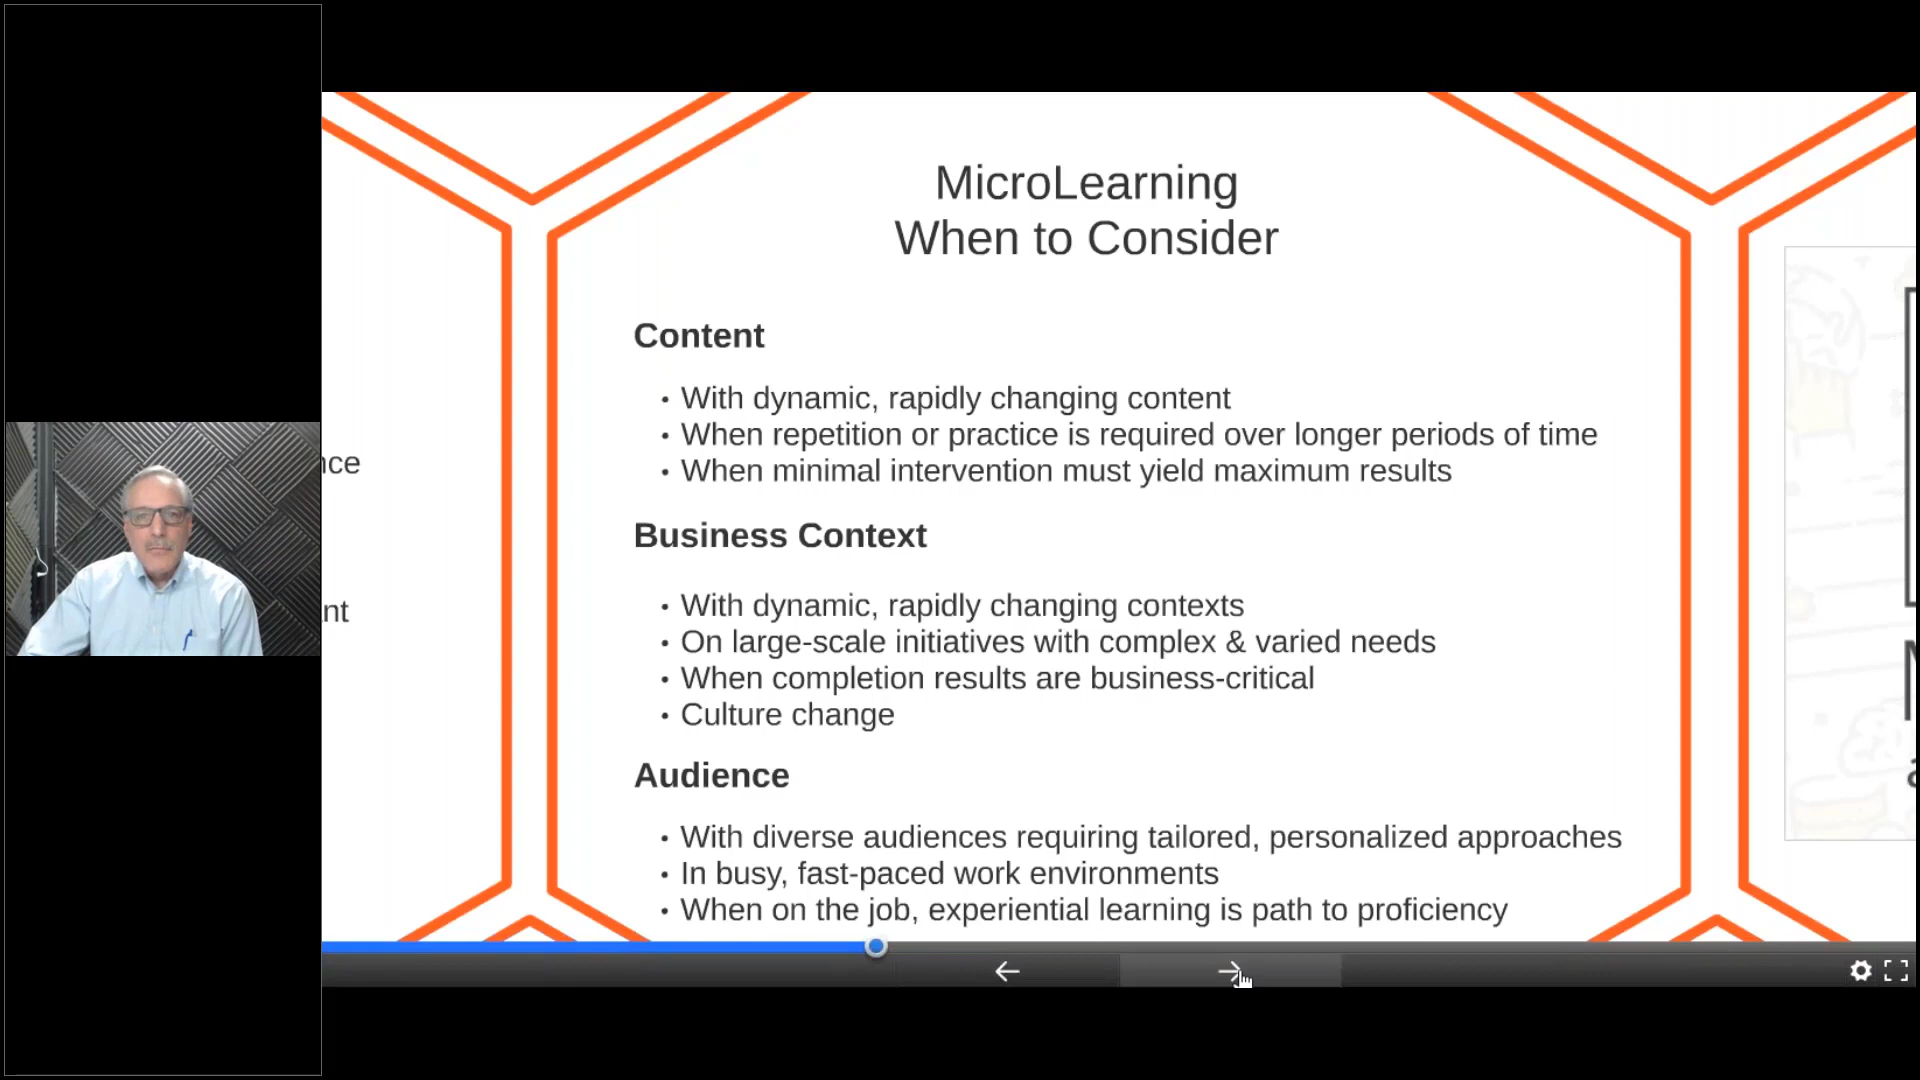 MicroLearning
When to Consider
Content
• With dynamic, rapidly changing content
• When repetition or practice is required over longer periods of time
• When minimal intervention must yield maximum results
Business Context
• With dynamic, rapidly changing contexts
• On large-scale initiatives with complex & varied needs
• When completion results are business-critical
• Culture change
Audience
• With diverse audiences requiring tailored, personalized approaches
• In busy, fast-paced work environments
• When on the job, experiential learning is path to proficiency